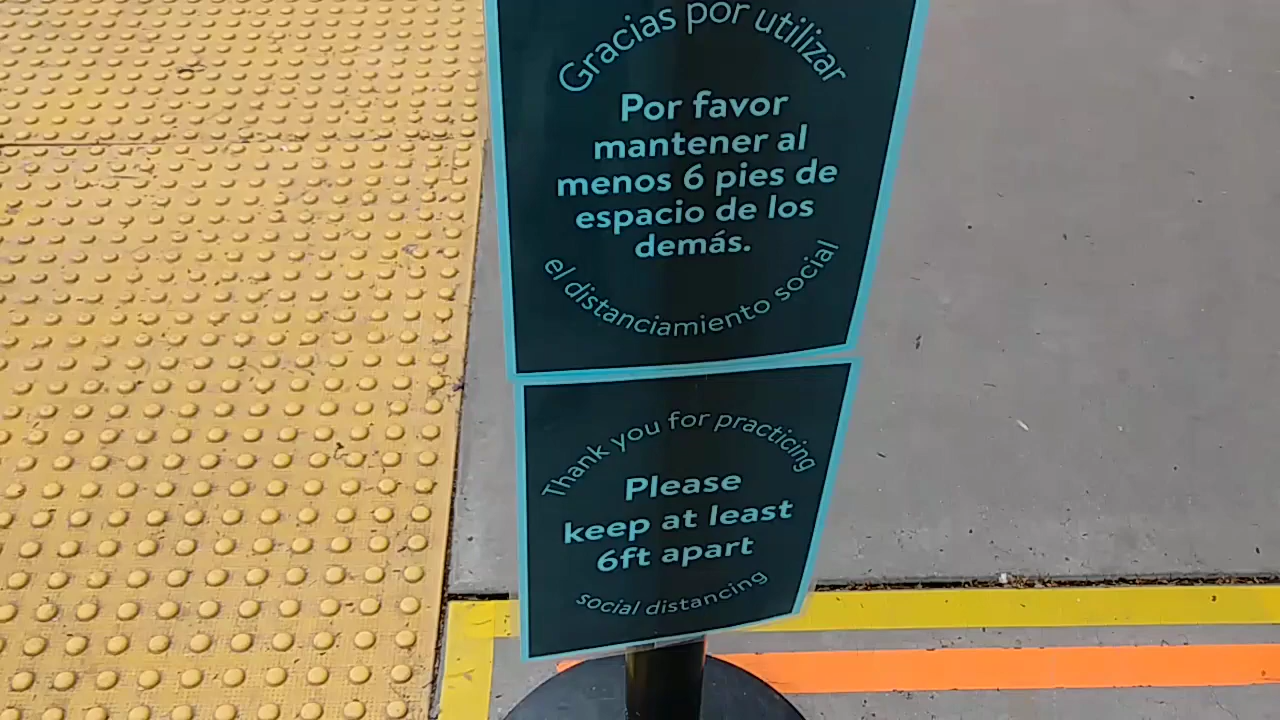 Gracias por utilizar
Por favor
mantener al
menos 6 pies de
espacio de los
demás.
el distanciamiento social
Thank you for practicing
Please
keep at least
6ft apart
social distancing